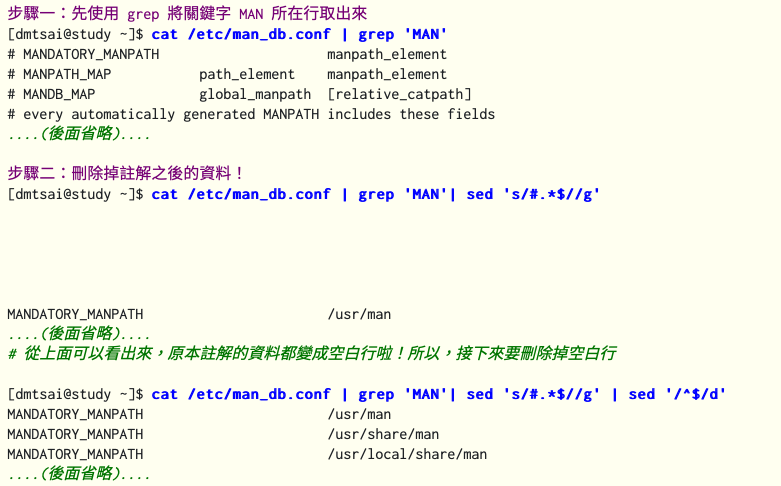 步驟一：先使用 grep 將關鍵字 MAN 所在行取出來
[dmtsai@study ~]$ cat /etc/man_db.conf | grep 'MAN'
# MANDATORY_MANPATH                     manpath_element
# MANPATH_MAP           path_element    manpath_element
# MANDB_MAP             global_manpath  [relative_catpath]
# every automatically generated MANPATH includes these fields
....(後面省略)....
步驟二：刪除掉註解之後的資料！
[dmtsai@study ~]$ cat /etc/man_db.conf | grep 'MAN'| sed 's/#.*$//g'
MANDATORY_MANPATH                       /usr/man
....(後面省略)....
# 從上面可以看出來，原本註解的資料都變成空白行啦！所以，接下來要刪除掉空白行
[dmtsai@study ~]$ cat /etc/man_db.conf | grep 'MAN'| sed 's/#.*$//g' | sed '/^$/d'
MANDATORY_MANPATH                       /usr/man
MANDATORY_MANPATH                       /usr/share/man
MANDATORY_MANPATH                       /usr/local/share/man
....(後面省略)....